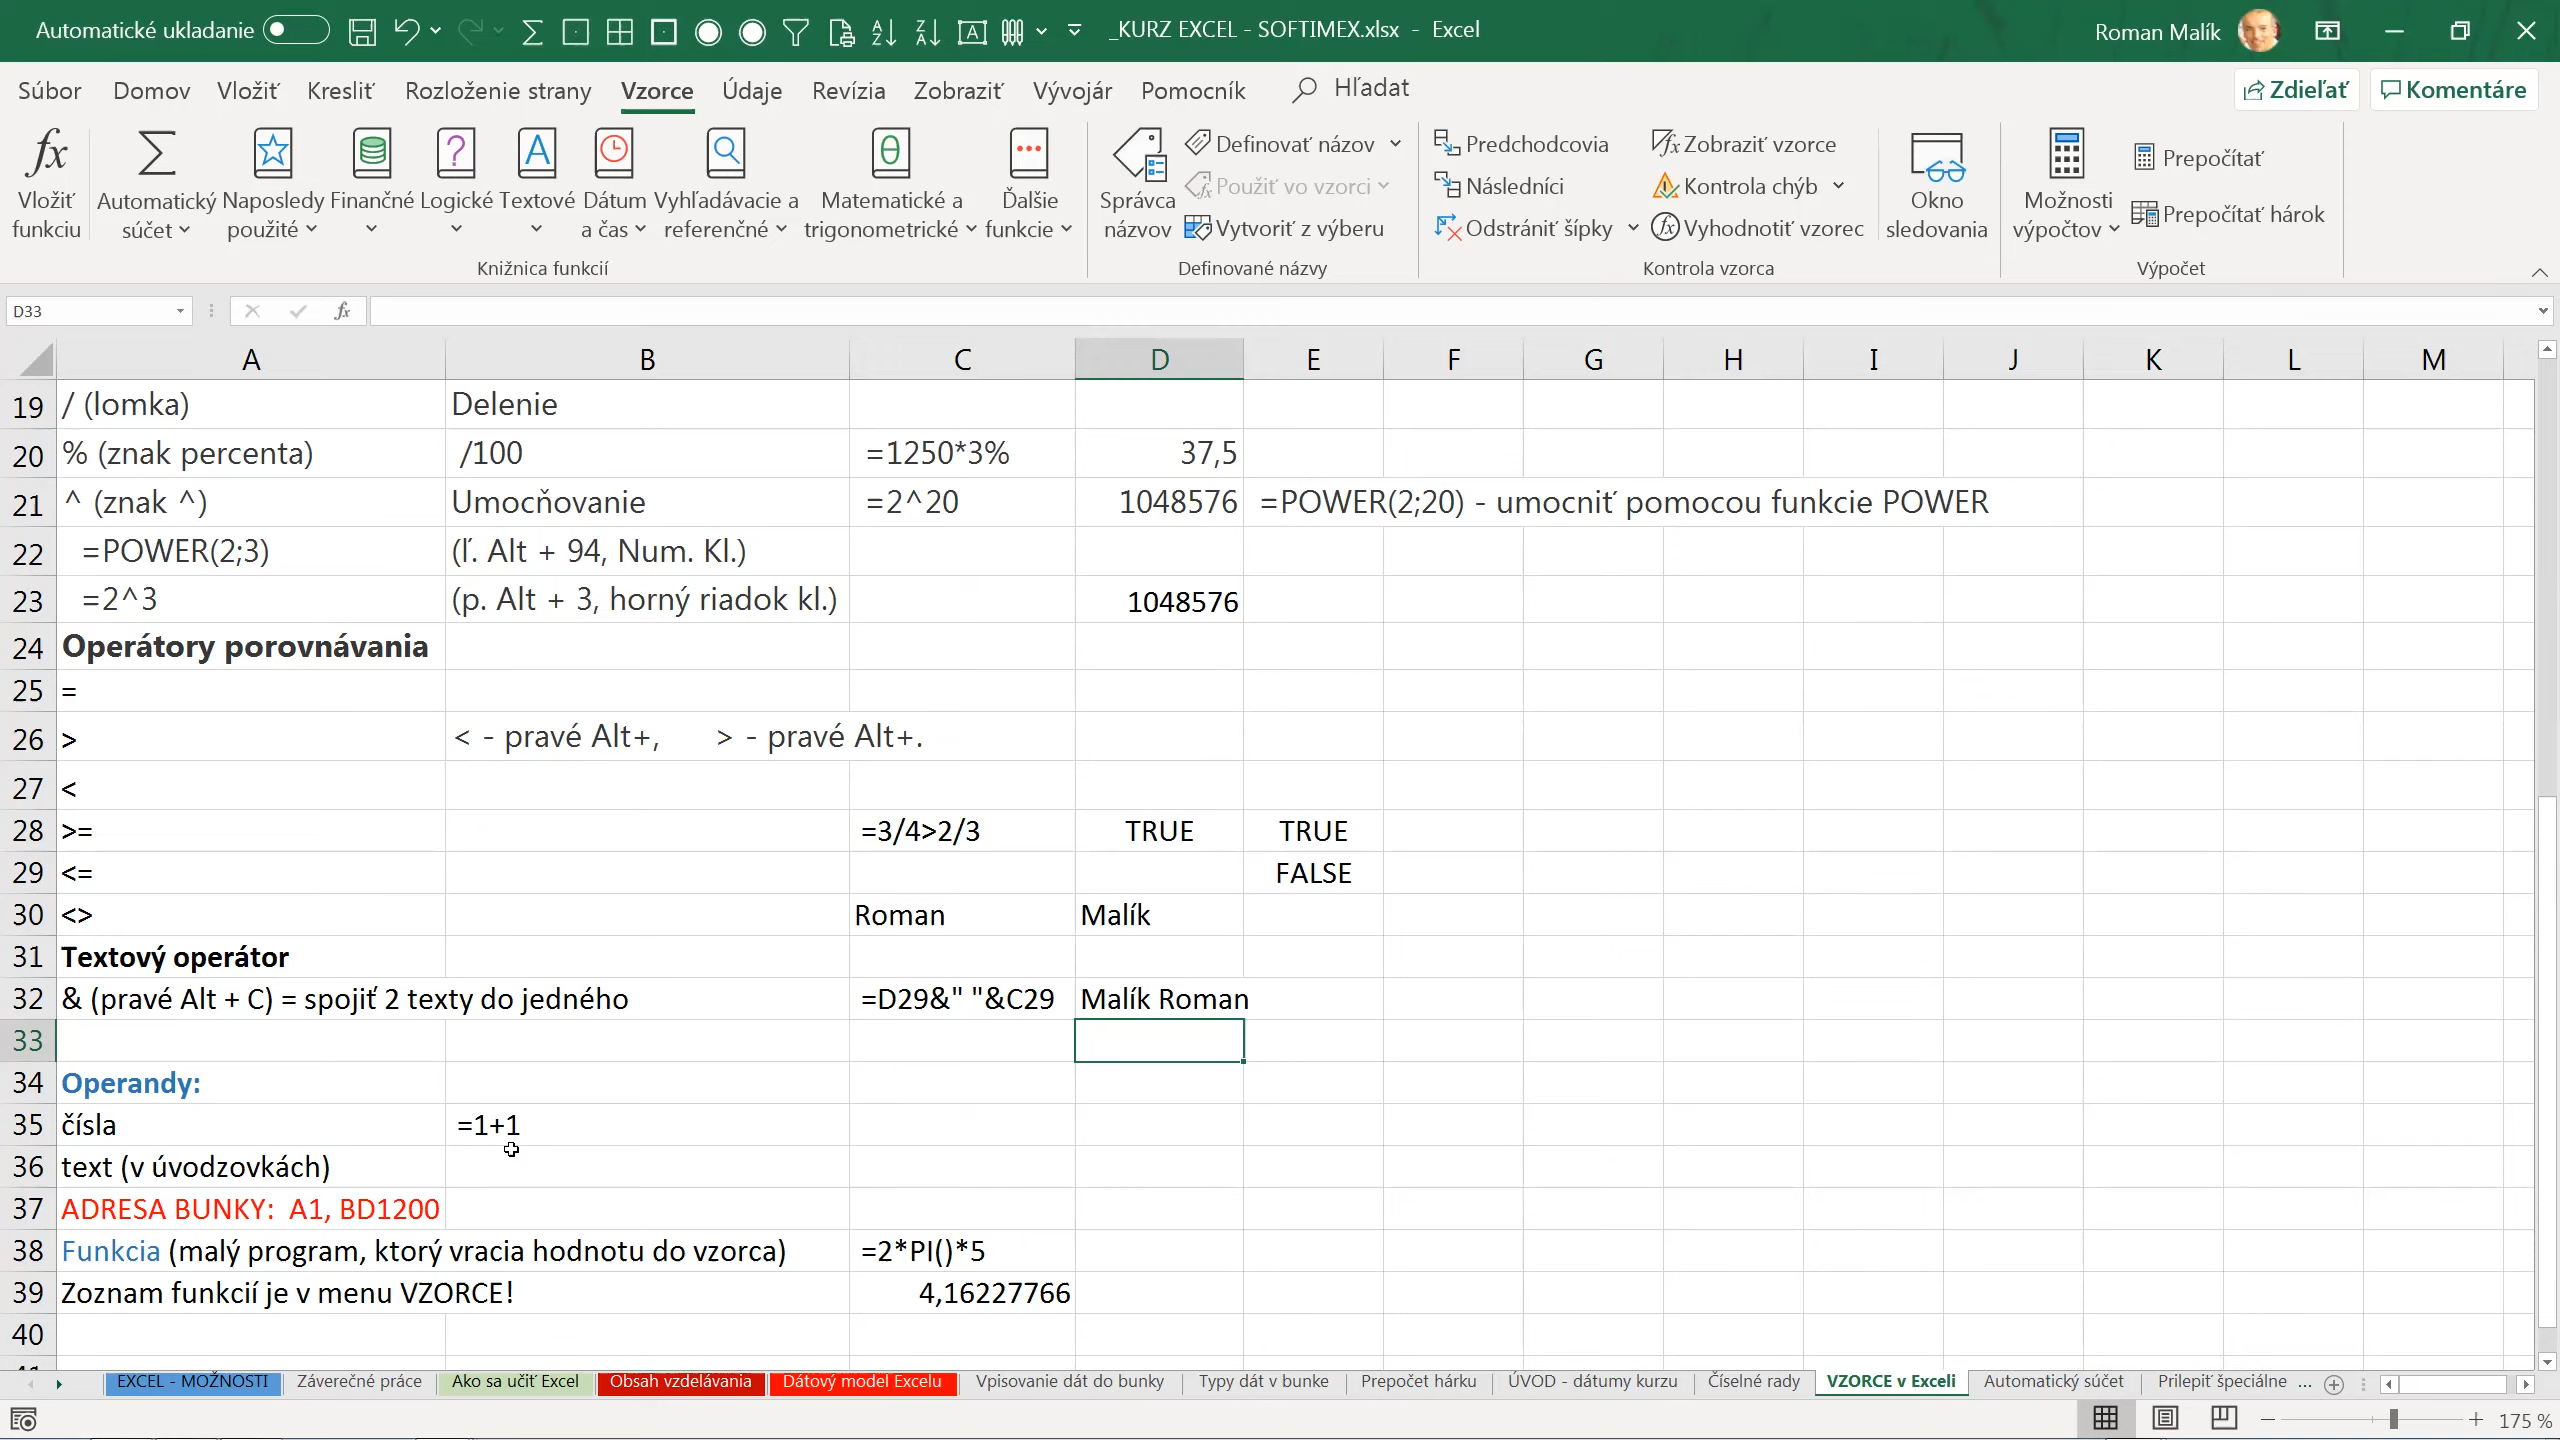 Automatické ukladanie
_KURZ EXCEL - SOFTIMEX.xlsx - Excel
Roman Malík
Súbor Domov Vložiť Kresliť Rozloženie strany Vzorce Údaje Revízia Zobraziť Vývojár Pomocník Hľadať
Zdieľať Komentáre
Vložiť funkciu
Automatický súčet
Naposledy použité
Finančné
Logické
Textové
Dátum a čas
Vyhľadávacie a referenčné
Matematické a trigonometrické
Ďalšie funkcie
Správca názvov
Definovať názov
Použiť vo vzorci
Vytvoriť z výberu
Predchodcovia
Následníci
Odstrániť šípky
Zobraziť vzorce
Kontrola chýb
Vyhodnotiť vzorec
Okno sledovania
Možnosti výpočtov
Prepočítať
Prepočítať hárok
Knižnica funkcií Definované názvy Kontrola vzorca Výpočet
D33 fx
A B C D E F G H I J K L M
19 / (lomka) Delenie
20 % (znak percenta) /100 =1250*3% 37,5
21 ^ (znak ^) Umocňovanie =2^20 1048576 =POWER(2;20) - umocniť pomocou funkcie POWER
22 =POWER(2;3) (ľ. Alt + 94, Num. Kl.)
23 =2^3 (p. Alt + 3, horný riadok kl.) 1048576
24 Operátory porovnávania
25 =
26 > < - pravé Alt+, > - pravé Alt+.
27 <
28 >= =3/4>2/3 TRUE TRUE
29 <= FALSE
30 <> Roman Malík
31 Textový operátor
32 & (pravé Alt + C) = spojiť 2 texty do jedného =D29&" "&C29 Malík Roman
33
34 Operandy:
35 čísla =1+1
36 text (v úvodzovkách)
37 ADRESA BUNKY: A1, BD1200
38 Funkcia (malý program, ktorý vracia hodnotu do vzorca) =2*PI()*5
39 Zoznam funkcií je v menu VZORCE! 4,16227766
40
EXCEL - MOŽNOSTI Záverečné práce Ako sa učiť Excel Obsah vzdelávania Dátový model Excelu Vpisovanie dát do bunky Typy dát v bunke Prepočet hárku ÚVOD - dátumy kurzu Číselné rady VZORCE v Exceli Automatický súčet Prilepiť špeciálne ...
175 %